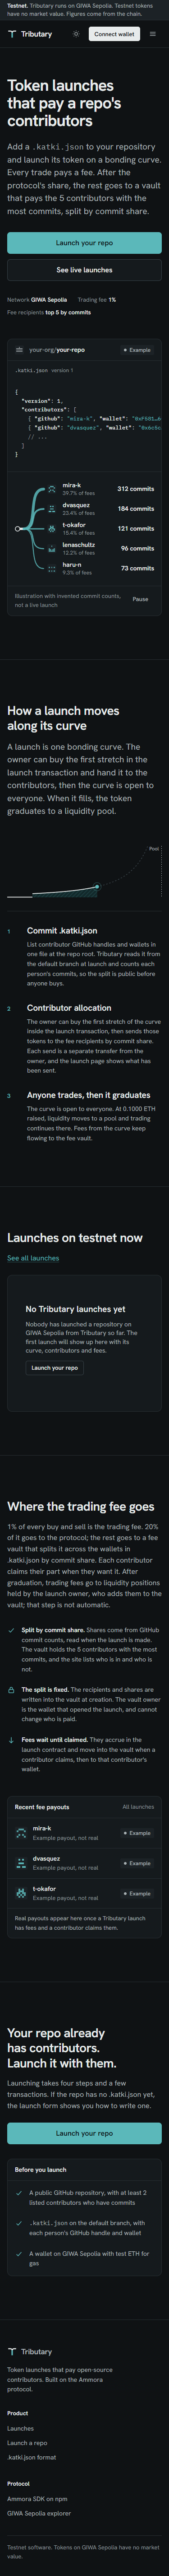 Testnet. Tributary runs on GIWA Sepolia. Testnet tokens
have no market value. Figures come from the chain.
Tributary
Connect wallet
Token launches
that pay a repo's
contributors
Add a .katki.json to your repository
and launch its token on a bonding curve.
Every trade pays a fee. After the
protocol's share, the rest goes to a vault
that pays the 5 contributors with the
most commits, split by commit share.
Launch your repo
See live launches
Network GIWA Sepolia Trading fee 1%
Fee recipients top 5 by commits
your-org/your-repo
Example
.katki.json version 1
{
"version": 1,
"contributors": [
{ "github": "mira-k", "wallet":
{ "github": "dvasquez", "wallet":
// ...
]
}
mira-k
39.7% of fees
312 commits
dvasquez
23.4% of fees
184 commits
t-okafor
15.4% of fees
121 commits
lenaschultz
12.2% of fees
96 commits
haru-n
9.3% of fees
73 commits
Illustration with invented commit counts,
not a live launch
Pause
How a launch moves
along its curve
A launch is one bonding curve. The
owner can buy the first stretch in the
launch transaction and hand it to the
contributors, then the curve is open to
everyone. When it fills, the token
graduates to a liquidity pool.
Pool
1
Commit .katki.json
List contributor GitHub handles and wallets in
one file at the repo root. Tributary reads it from
the default branch at launch and counts each
person's commits, so the split is public before
anyone buys.
2
Contributor allocation
The owner can buy the first stretch of the curve
inside the launch transaction, then sends those
tokens to the fee recipients by commit share.
Each send is a separate transfer from the
owner, and the launch page shows what has
been sent.
3
Anyone trades, then it graduates
The curve is open to everyone. At 0.1000 ETH
raised, liquidity moves to a pool and trading
continues there. Fees from the curve keep
flowing to the fee vault.
Launches on testnet now
See all launches
No Tributary launches yet
Nobody has launched a repository on
GIWA Sepolia from Tributary so far. The
first launch will show up here with its
curve, contributors and fees.
Launch your repo
Where the trading fee goes
1% of every buy and sell is the trading fee. 20%
of it goes to the protocol; the rest goes to a fee
vault that splits it across the wallets in
.katki.json by commit share. Each contributor
claims their part when they want it. After
graduation, trading fees go to liquidity positions
held by the launch owner, who adds them to the
vault; that step is not automatic.
Split by commit share. Shares come from GitHub
commit counts, read when the launch is made.
The vault holds the 5 contributors with the most
commits, and the site lists who is in and who is
not.
The split is fixed. The recipients and shares are
written into the vault at creation. The vault owner
is the wallet that opened the launch, and cannot
change who is paid.
Fees wait until claimed. They accrue in the
launch contract and move into the vault when a
contributor claims, then to that contributor's
wallet.
Recent fee payouts
All launches
mira-k
Example payout, not real
Example
dvasquez
Example payout, not real
Example
t-okafor
Example payout, not real
Example
Real payouts appear here once a Tributary launch
has fees and a contributor claims them.
Your repo already
has contributors.
Launch it with them.
Launching takes four steps and a few
transactions. If the repo has no .katki.json yet,
the launch form shows you how to write one.
Launch your repo
Before you launch
A public GitHub repository, with at least 2
listed contributors who have commits
.katki.json on the default branch, with
each person's GitHub handle and wallet
A wallet on GIWA Sepolia with test ETH for
gas
Tributary
Token launches that pay open-source
contributors. Built on the Ammora
protocol.
Product
Launches
Launch a repo
.katki.json format
Protocol
Ammora SDK on npm
GIWA Sepolia explorer
Testnet software. Tokens on GIWA Sepolia have no market
value.